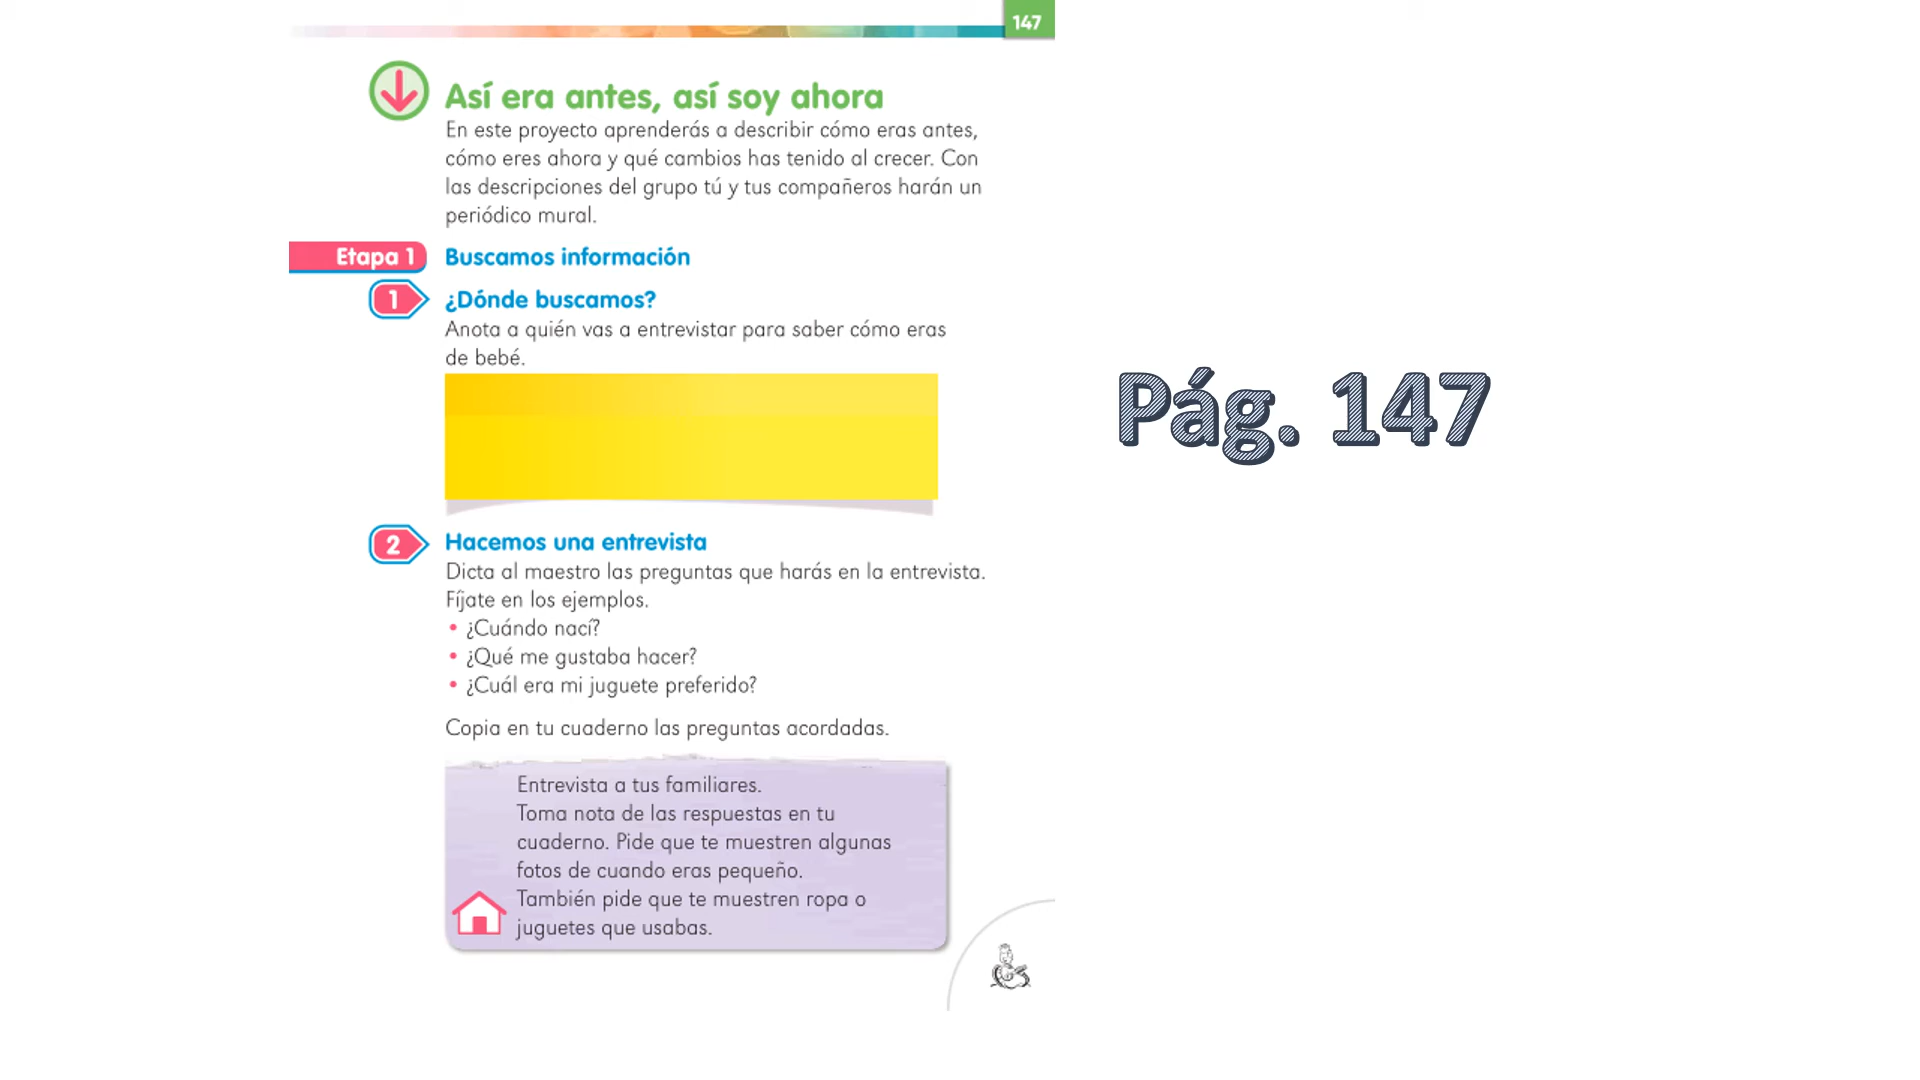 147
Así era antes, así soy ahora
En este proyecto aprenderás a describir cómo eras antes,
cómo eres ahora y qué cambios has tenido al crecer. Con
las descripciones del grupo tú y tus compañeros harán un
periódico mural.
Etapa 1 Buscamos información
1 ¿Dónde buscamos?
Anota a quién vas a entrevistar para saber cómo eras
de bebé.
Pág. 147
2 Hacemos una entrevista
Dicta al maestro las preguntas que harás en la entrevista.
Fíjate en los ejemplos.
• ¿Cuándo nací?
• ¿Qué me gustaba hacer?
• ¿Cuál era mi juguete preferido?
Copia en tu cuaderno las preguntas acordadas.
Entrevista a tus familiares.
Toma nota de las respuestas en tu
cuaderno. Pide que te muestren algunas
fotos de cuando eras pequeño.
También pide que te muestren ropa o
juguetes que usabas.